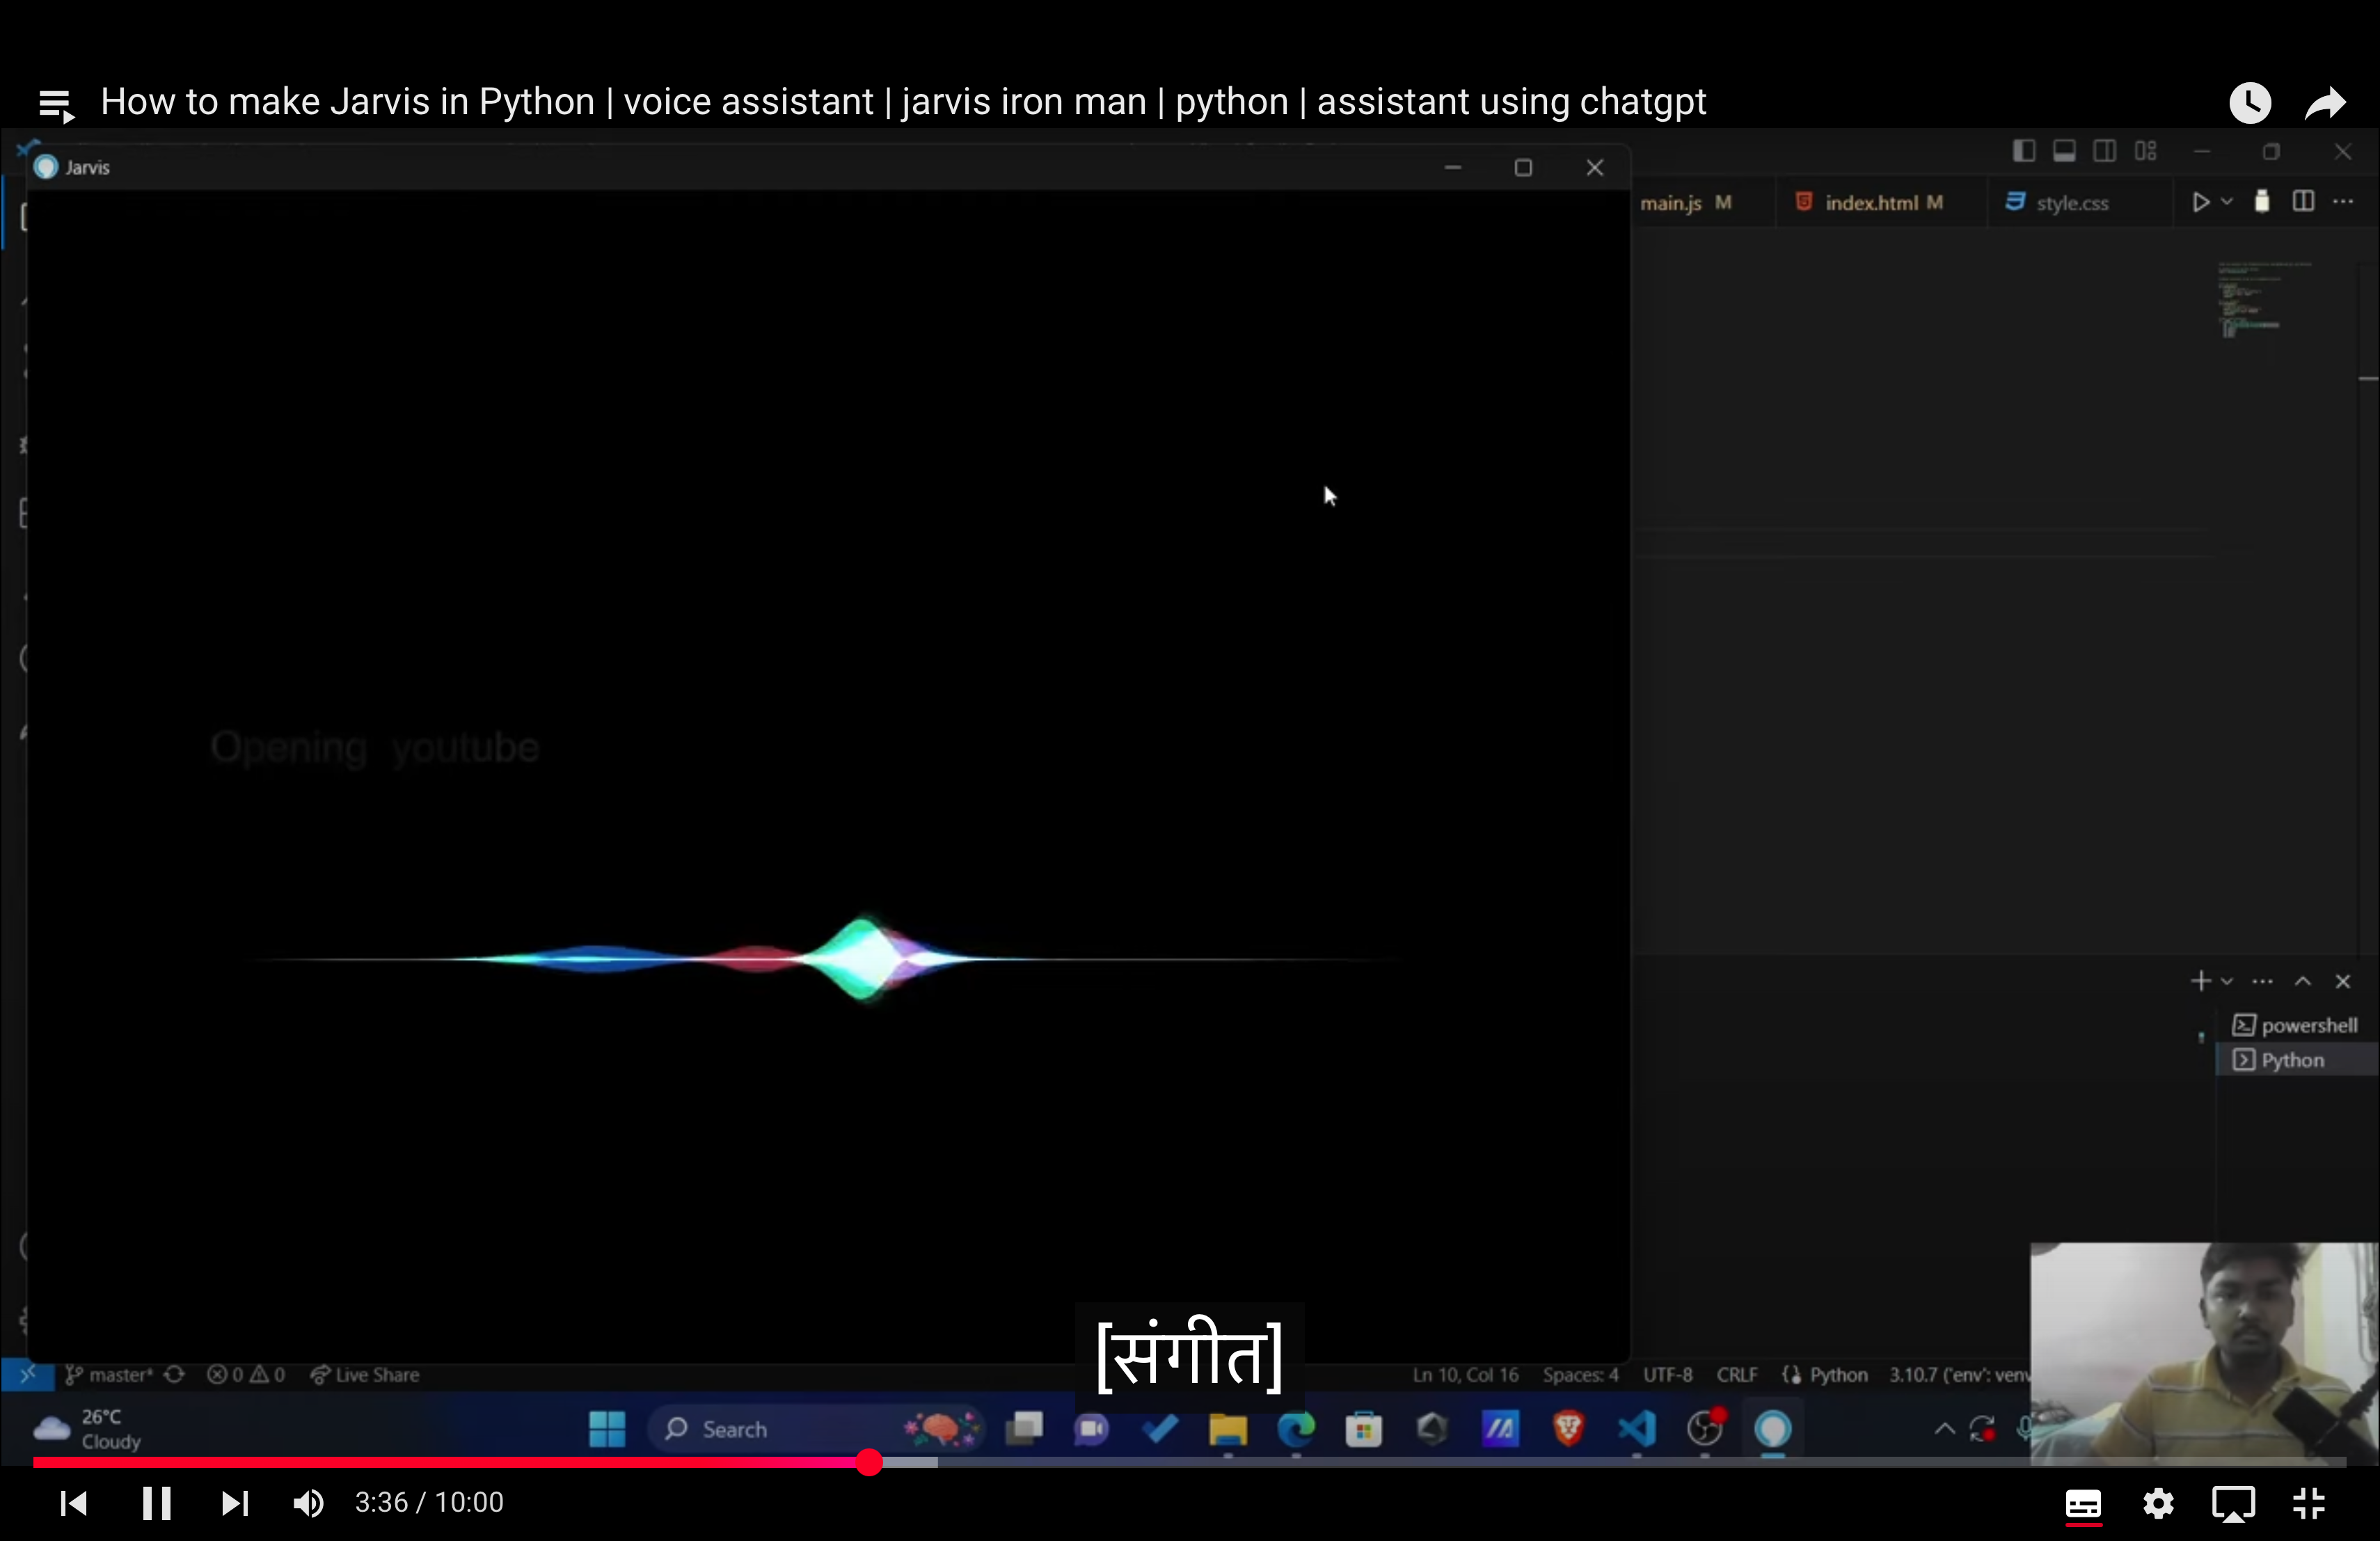 How to make Jarvis in Python | voice assistant | jarvis iron man | python | assistant using chatgpt
Jarvis
main.js M
index.html M
style.css
Opening youtube
powershell
Python
[संगीत]
master*
0
0
Live Share
Ln 10, Col 16
Spaces: 4
UTF-8
CRLF
Python
3.10.7 ('env': venv
26°C
Cloudy
Search
3:36 / 10:00